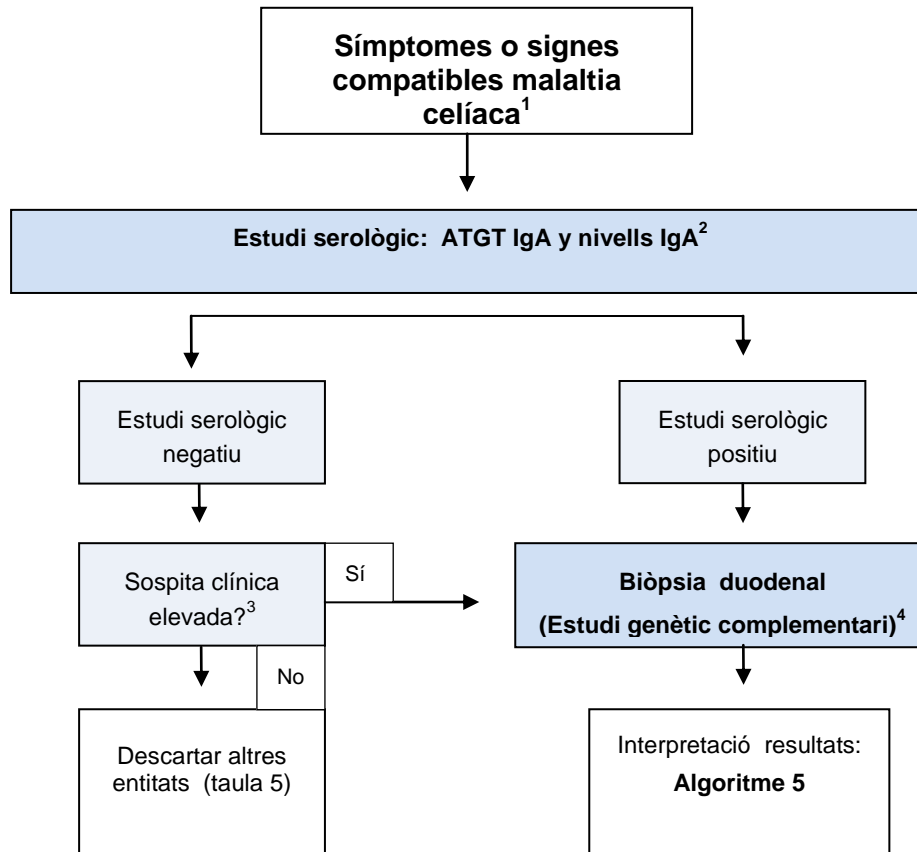 Símptomes o signes
compatibles malaltia
celíaca1
Estudi serològic: ATGT IgA y nivells IgA2
Estudi serològic
negatiu
Estudi serològic
positiu
Sospita clínica
elevada?3
Sí
No
Biòpsia duodenal
(Estudi genètic complementari)4
Descartar altres
entitats (taula 5)
Interpretació resultats:
Algoritme 5